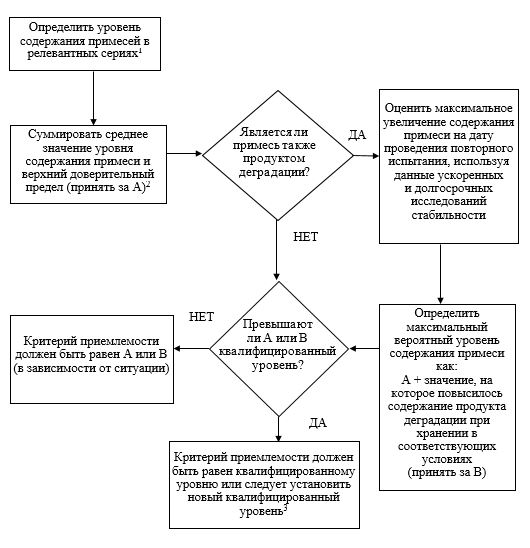 Определить уровень
содержания примесей в
релевантных сериях¹
Суммировать среднее
значение уровня
содержания примеси и
верхний доверительный
предел (принять за А)²
Является ли
примесь также
продуктом
деградации?
ДА
Оценить максимальное
увеличение содержания
примеси на дату
проведения повторного
испытания, используя
данные ускоренных
и долгосрочных
исследований
стабильности
НЕТ
Определить
максимальный
вероятный уровень
содержания примеси
как:
А + значение, на
которое повысилось
содержание продукта
деградации при
хранении в
соответствующих
условиях
(принять за В)
Превышают
ли А или В
квалифицированный
уровень?
НЕТ
Критерий приемлемости
должен быть равен А или В
(в зависимости от ситуации)
ДА
Критерий приемлемости должен
быть равен квалифицированному
уровню или следует установить
новый квалифицированный
уровень³